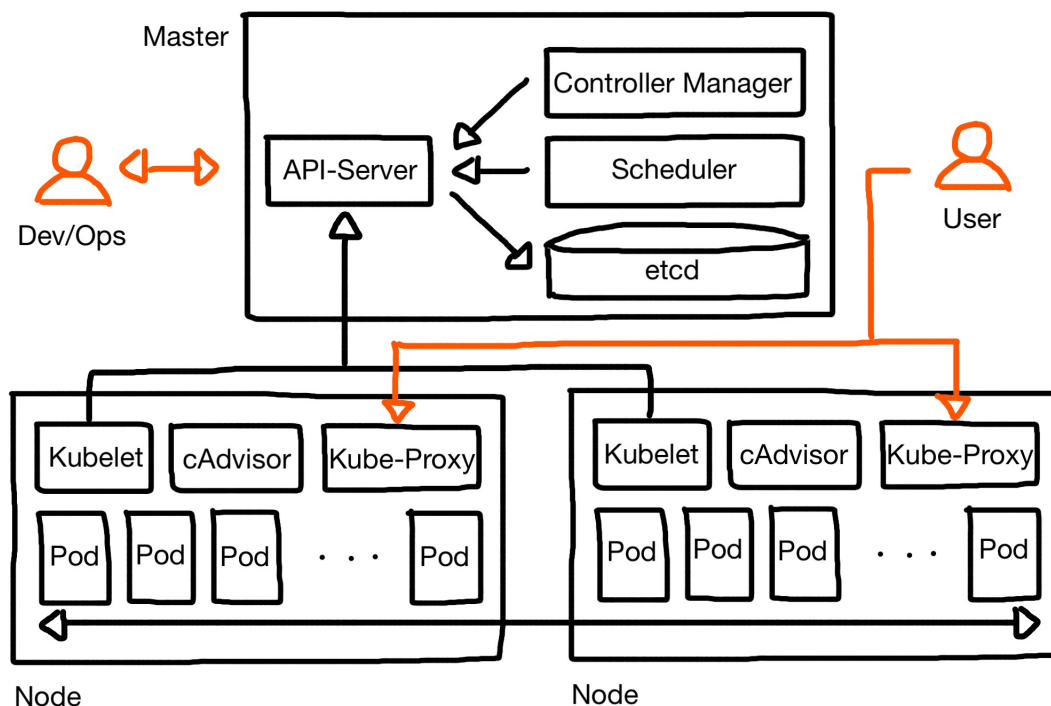 Master
Controller Manager
API-Server
Scheduler
Dev/Ops
User
etcd
Kubelet
cAdvisor
Kube-Proxy
Pod
Pod
Pod
. . .
Pod
Node
Kubelet
cAdvisor
Kube-Proxy
Pod
Pod
Pod
. . .
Pod
Node